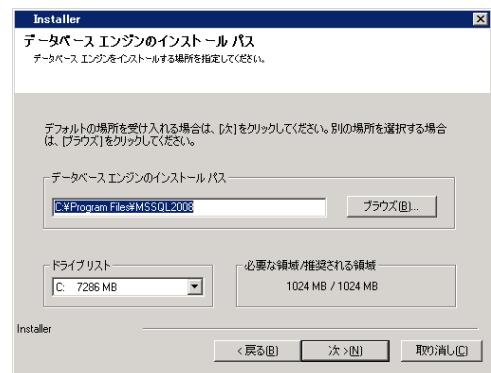 Installer
データベース エンジンのインストール パス
データベース エンジンをインストールする場所を指定してください。
デフォルトの場所を受け入れる場合は、[次]をクリックしてください。別の場所を選択する場合
は、[ブラウズ]をクリックしてください。
データベース エンジンのインストール パス
C:¥Program Files¥MSSQL2008
ブラウズ(B)...
ドライブ リスト
C: 7286 MB
必要な領域/推奨される領域
1024 MB / 1024 MB
Installer
< 戻る(B)
次 >(N)
取り消し(C)